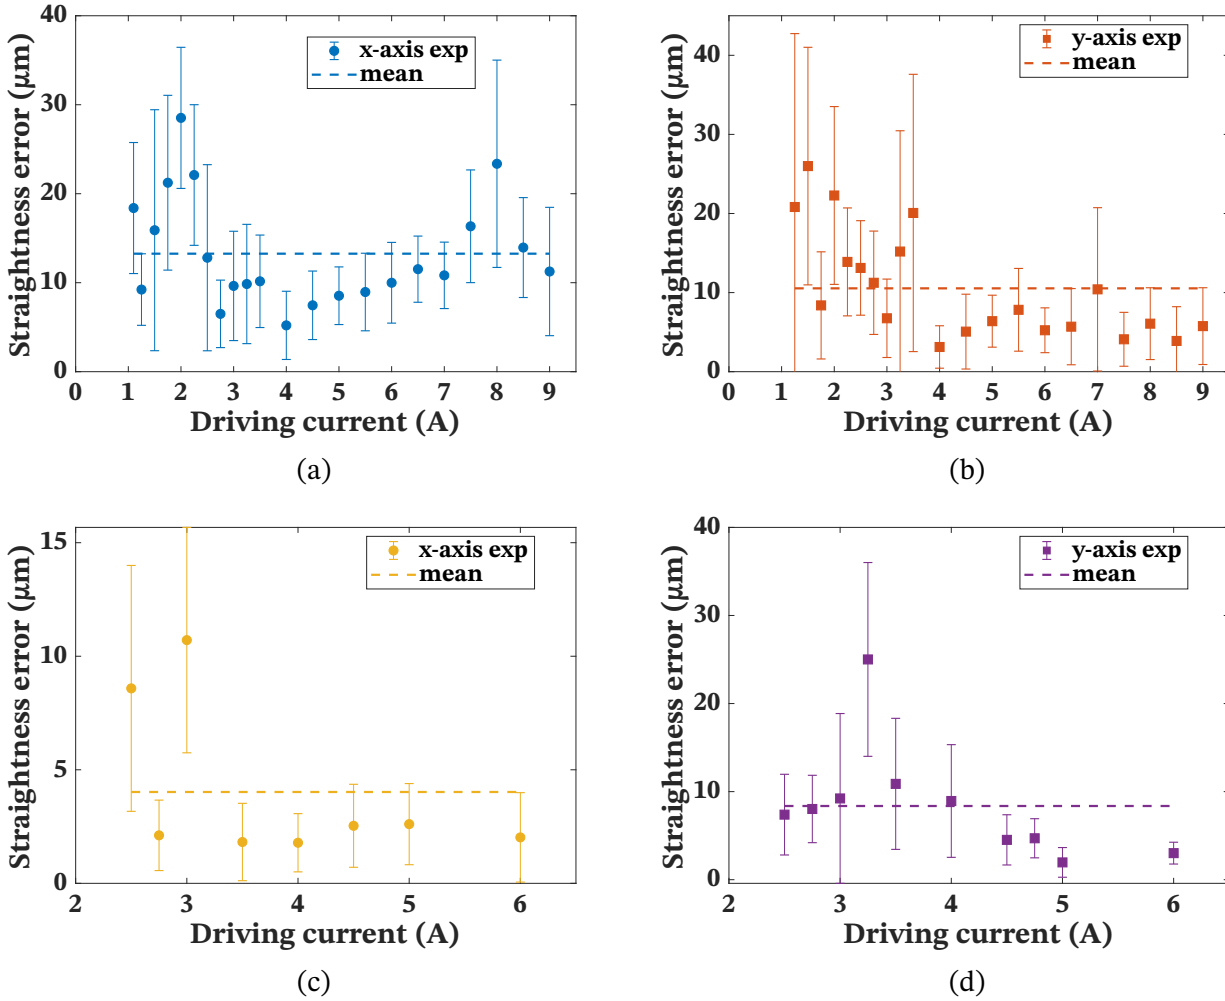 40
30
20
10
0
Straightness error (μm)
x-axis exp
mean
0 1 2 3 4 5 6 7 8 9
Driving current (A)
(a)
40
30
20
10
0
Straightness error (μm)
y-axis exp
mean
0 1 2 3 4 5 6 7 8 9
Driving current (A)
(b)
15
10
5
0
Straightness error (μm)
x-axis exp
mean
2 3 4 5 6
Driving current (A)
(c)
40
30
20
10
0
Straightness error (μm)
y-axis exp
mean
2 3 4 5 6
Driving current (A)
(d)